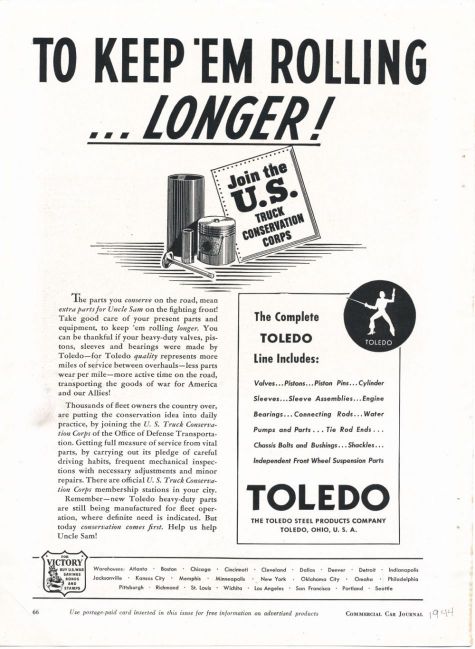 TO KEEP 'EM ROLLING
... LONGER!
Join the
U.S.
TRUCK
CONSERVATION
CORPS
The parts you conserve on the road, mean
extra parts for Uncle Sam on the fighting front!
Take good care of your present parts and
equipment, to keep 'em rolling longer. You
can be thankful if your heavy-duty valves, pis-
tons, sleeves and bearings were made by
Toledo—for Toledo quality represents more
miles of service between overhauls—less parts
wear per mile—more active time on the road,
transporting the goods of war for America
and our Allies!
Thousands of fleet owners the country over,
are putting the conservation idea into daily
practice, by joining the U. S. Truck Conserva-
tion Corps of the Office of Defense Transporta-
tion. Getting full measure of service from vital
parts, by carrying out its pledge of careful
driving habits, frequent mechanical inspec-
tions with necessary adjustments and minor
repairs. There are official U. S. Truck Conserva-
tion Corps membership stations in your city.
Remember—new Toledo heavy-duty parts
are still being manufactured for fleet oper-
ation, where definite need is indicated. But
today conservation comes first. Help us help
Uncle Sam!
TOLEDO
The Complete
TOLEDO
Line Includes:
Valves...Pistons...Piston Pins...Cylinder
Sleeves...Sleeve Assemblies...Engine
Bearings...Connecting Rods...Water
Pumps and Parts...Tie Rod Ends...
Chassis Bolts and Bushings...Shackles...
Independent Front Wheel Suspension Parts
TOLEDO
THE TOLEDO STEEL PRODUCTS COMPANY
TOLEDO, OHIO, U. S. A.
FOR
VICTORY
BUY U.S. WAR
SAVINGS
BONDS
AND
STAMPS
Warehouses: Atlanta · Boston · Chicago · Cincinnati · Cleveland · Dallas · Denver · Detroit · Indianapolis
Jacksonville · Kansas City · Memphis · Minneapolis · New York · Oklahoma City · Omaha · Philadelphia
Pittsburgh · Richmond · St. Louis · Wichita · Los Angeles · San Francisco · Portland · Seattle
66
Use postage-paid card inserted in this issue for free information on advertised products
COMMERCIAL CAR JOURNAL
1944